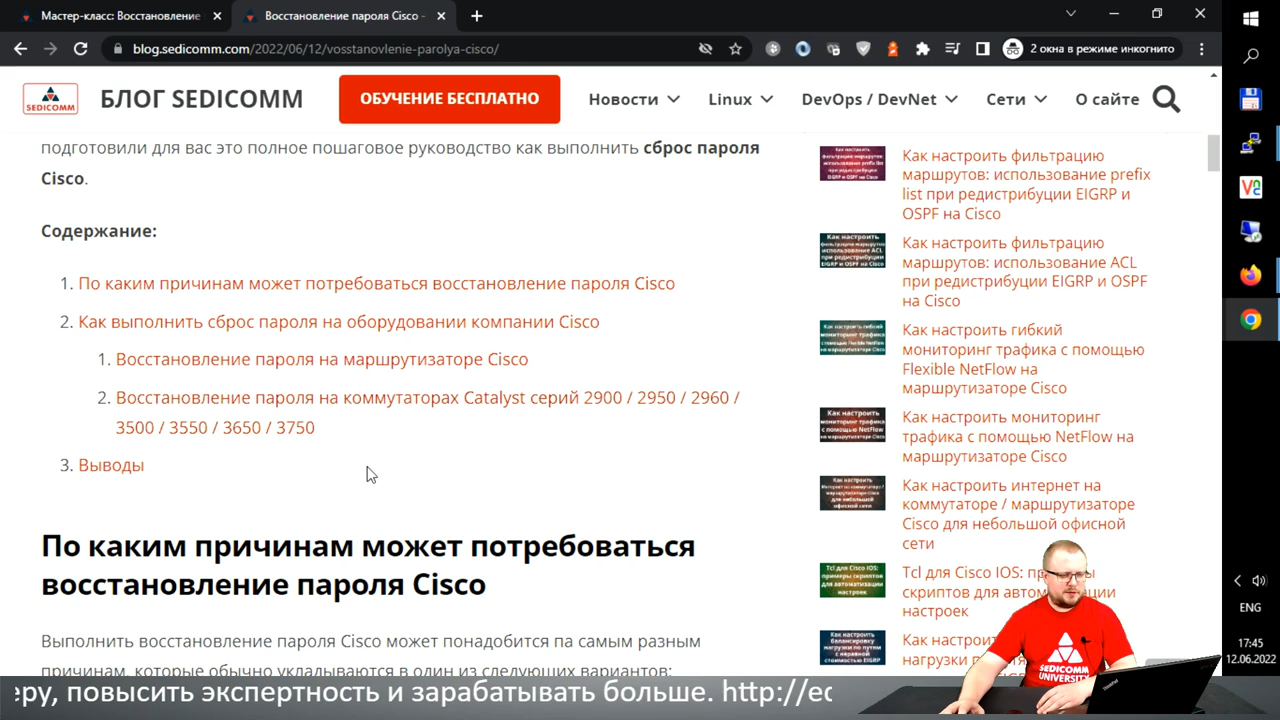 Мастер-класс: Восстановление
Восстановление пароля Cisco -
blog.sedicomm.com/2022/06/12/vosstanovlenie-parolya-cisco/
2 окна в режиме инкогнито
SEDICOMM
БЛОГ SEDICOMM
ОБУЧЕНИЕ БЕСПЛАТНО
Новости
Linux
DevOps / DevNet
Сети
О сайте
подготовили для вас это полное пошаговое руководство как выполнить сброс пароля
Cisco.
Содержание:
1. По каким причинам может потребоваться восстановление пароля Cisco
2. Как выполнить сброс пароля на оборудовании компании Cisco
1. Восстановление пароля на маршрутизаторе Cisco
2. Восстановление пароля на коммутаторах Catalyst серий 2900 / 2950 / 2960 /
3500 / 3550 / 3650 / 3750
3. Выводы
По каким причинам может потребоваться
восстановление пароля Cisco
Выполнить восстановление пароля Cisco может понадобится па самым разным
Как настроить фильтрацию
маршрутов: использование prefix
list при редистрибуции EIGRP и
OSPF на Cisco
Как настроить фильтрацию
маршрутов: использование ACL
при редистрибуции EIGRP и OSPF
на Cisco
Как настроить гибкий
мониторинг трафика с помощью
Flexible NetFlow на
маршрутизаторе Cisco
Как настроить мониторинг
трафика с помощью NetFlow на
маршрутизаторе Cisco
Как настроить интернет на
коммутаторе / маршрутизаторе
Cisco для небольшой офисной
сети
Tcl для Cisco IOS:
скриптов для
настроек
Как
нагрузки
еру, повысить экспертность и зарабатывать больше. http://ec
SEDICOMM
UNIVERSITY
ThinkPad
ENG
17:45
12.06.2022